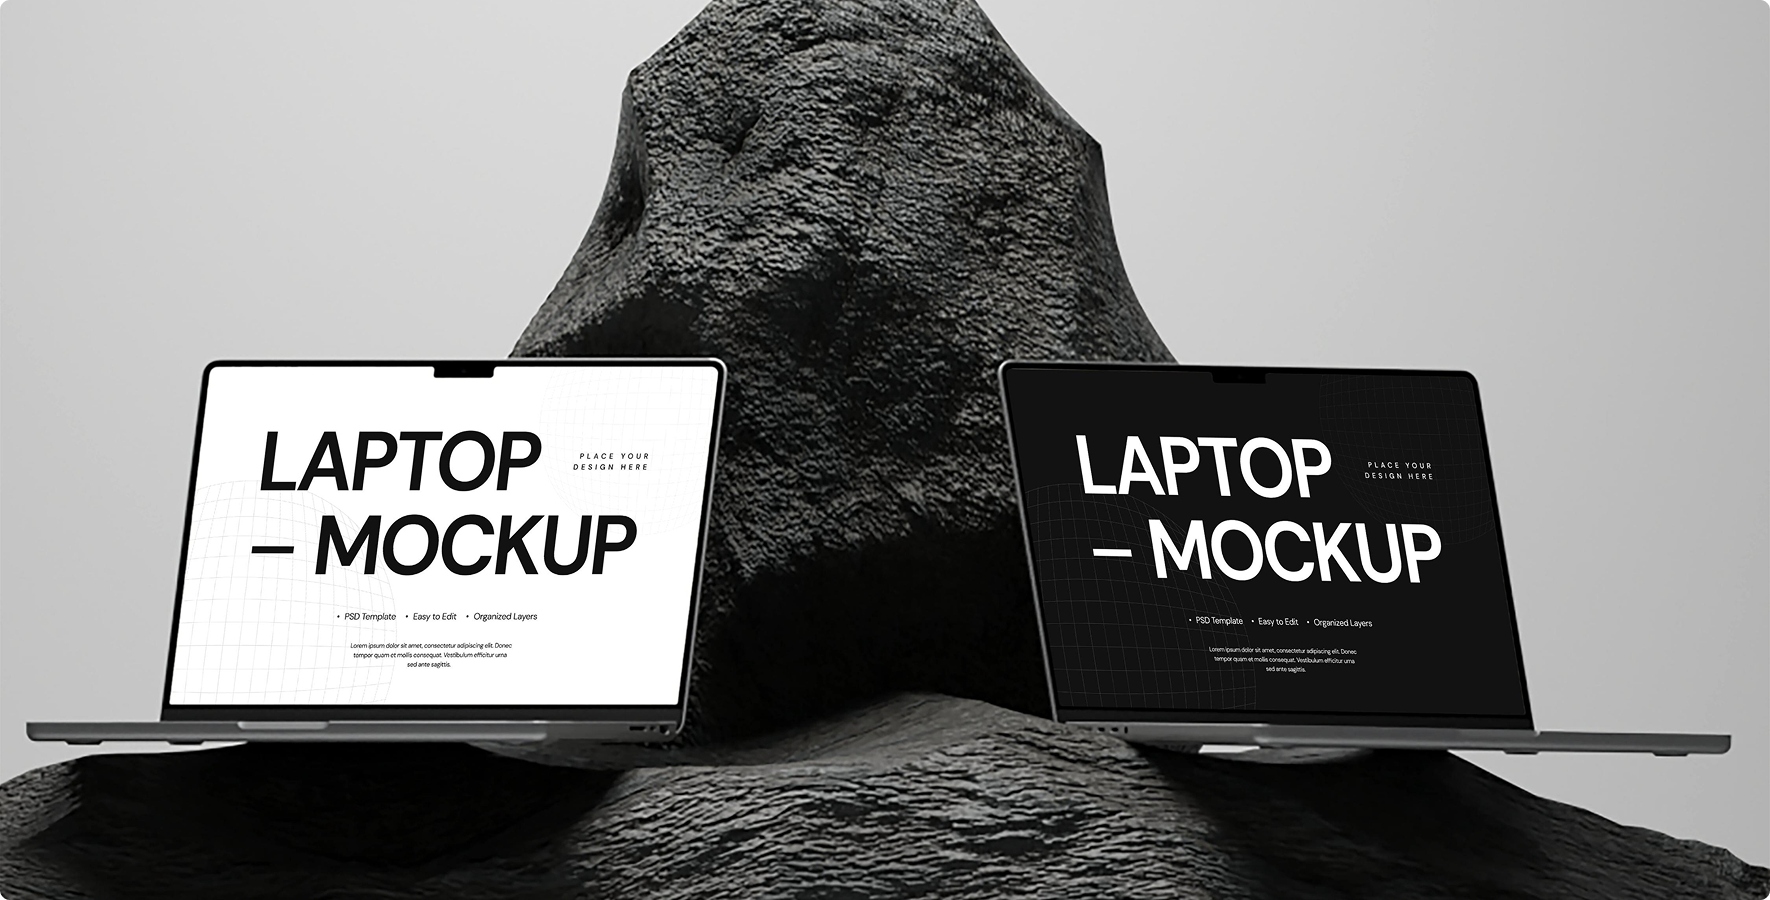 LAPTOP
PLACE YOUR
DESIGN HERE
– MOCKUP
• PSD Template • Easy to Edit • Organized Layers
Lorem ipsum dolor sit amet, consectetur adipiscing elit. Donec
tempor quam et mollis consequat. Vestibulum efficitur urna
sed ante sagittis.
LAPTOP
PLACE YOUR
DESIGN HERE
– MOCKUP
• PSD Template • Easy to Edit • Organized Layers
Lorem ipsum dolor sit amet, consectetur adipiscing elit. Donec
tempor quam et mollis consequat. Vestibulum efficitur urna
sed ante sagittis.